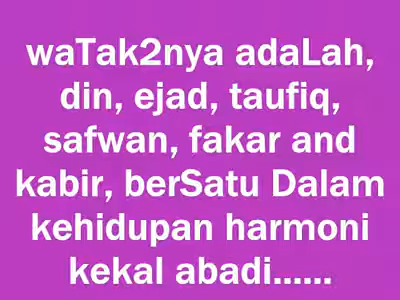 waTak2nya adaLah,
din, ejad, taufiq,
safwan, fakar and
kabir, berSatu Dalam
kehidupan harmoni
kekal abadi......